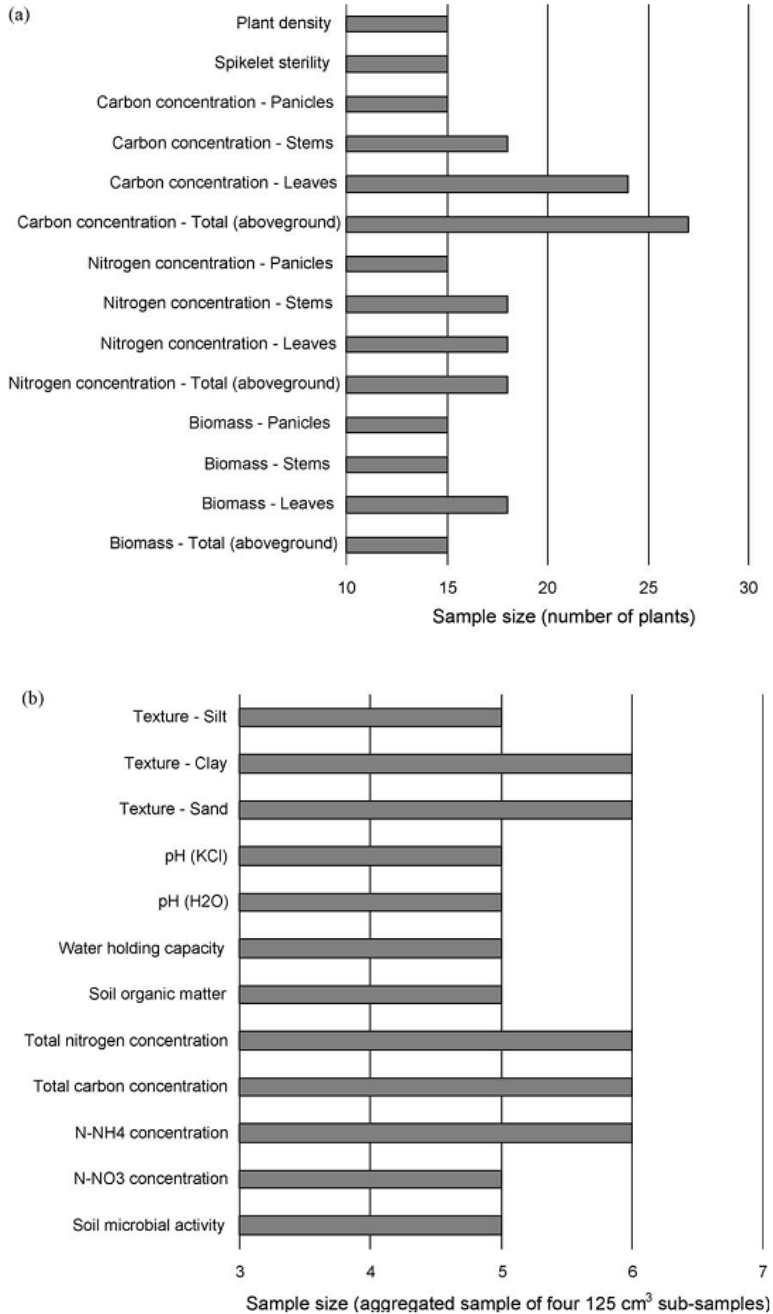 (a)
Plant density
Spikelet sterility
Carbon concentration - Panicles
Carbon concentration - Stems
Carbon concentration - Leaves
Carbon concentration - Total (aboveground)
Nitrogen concentration - Panicles
Nitrogen concentration - Stems
Nitrogen concentration - Leaves
Nitrogen concentration - Total (aboveground)
Biomass - Panicles
Biomass - Stems
Biomass - Leaves
Biomass - Total (aboveground)
10 15 20 25 30
Sample size (number of plants)
(b)
Texture - Silt
Texture - Clay
Texture - Sand
pH (KCl)
pH (H2O)
Water holding capacity
Soil organic matter
Total nitrogen concentration
Total carbon concentration
N-NH4 concentration
N-NO3 concentration
Soil microbial activity
3 4 5 6 7
Sample size (aggregated sample of four 125 cm³ sub-samples)